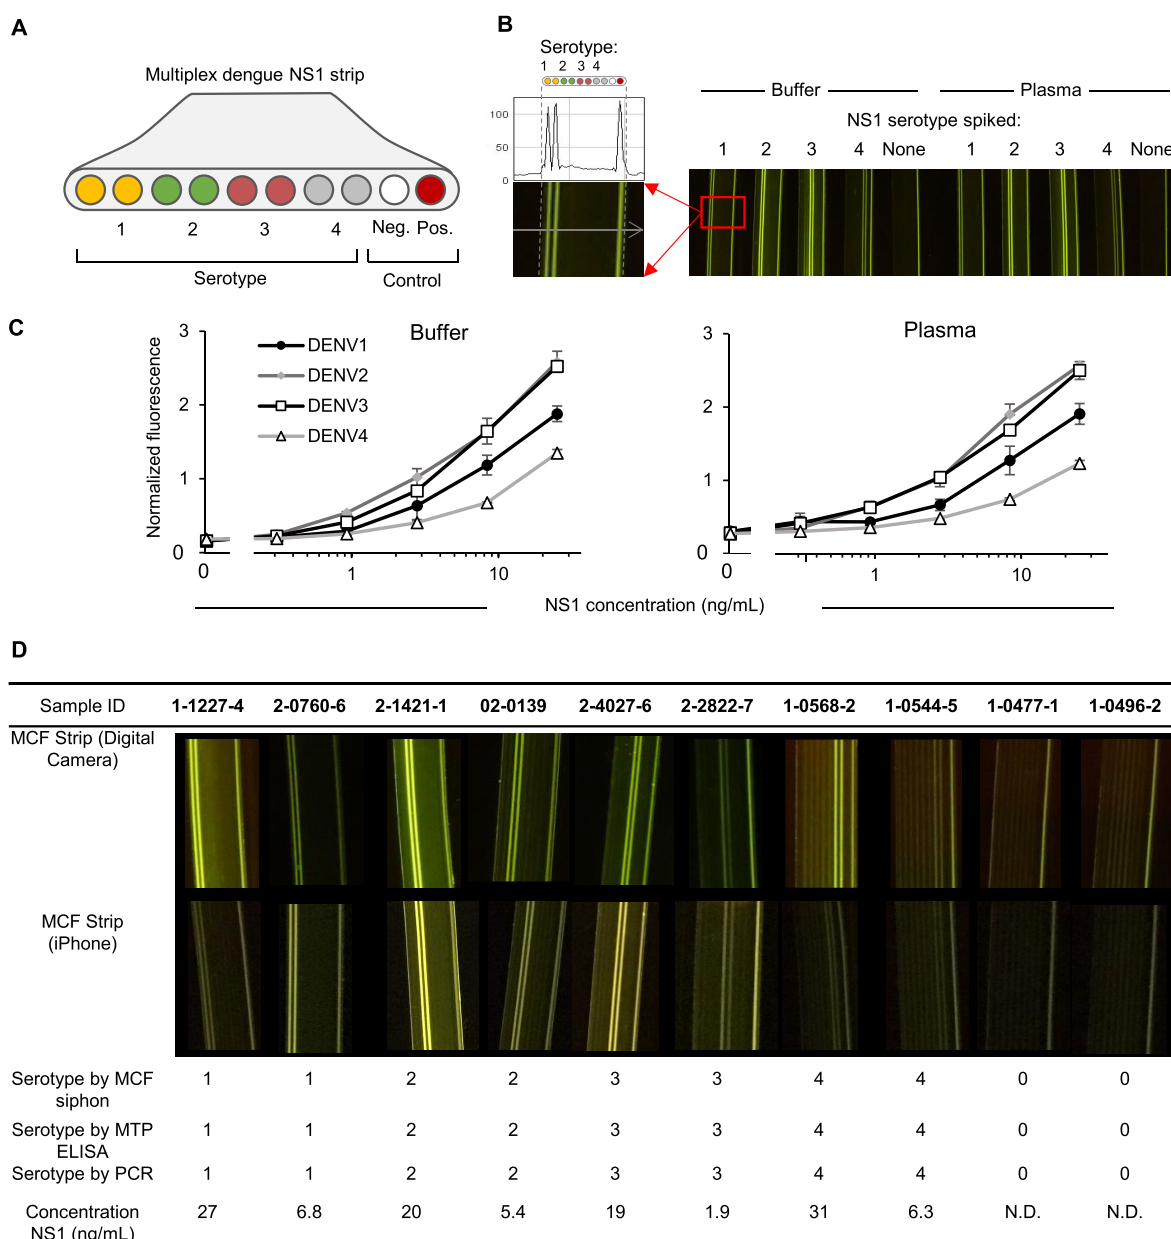 A
Multiplex dengue NS1 strip
1 2 3 4 Neg. Pos.
Serotype Control
B
Serotype:
1 2 3 4
100
50
0
Buffer Plasma
NS1 serotype spiked:
1 2 3 4 None 1 2 3 4 None
C
Buffer
Normalized fluorescence
3
2
1
0
DENV1
DENV2
DENV3
DENV4
0 1 10
Plasma
3
2
1
0
0 1 10
NS1 concentration (ng/mL)
D
Sample ID 1-1227-4 2-0760-6 2-1421-1 02-0139 2-4027-6 2-2822-7 1-0568-2 1-0544-5 1-0477-1 1-0496-2
MCF Strip (Digital
Camera)
MCF Strip
(iPhone)
Serotype by MCF 1 1 2 2 3 3 4 4 0 0
siphon
Serotype by MTP 1 1 2 2 3 3 4 4 0 0
ELISA
Serotype by PCR 1 1 2 2 3 3 4 4 0 0
Concentration 27 6.8 20 5.4 19 1.9 31 6.3 N.D. N.D.
NS1 (ng/mL)